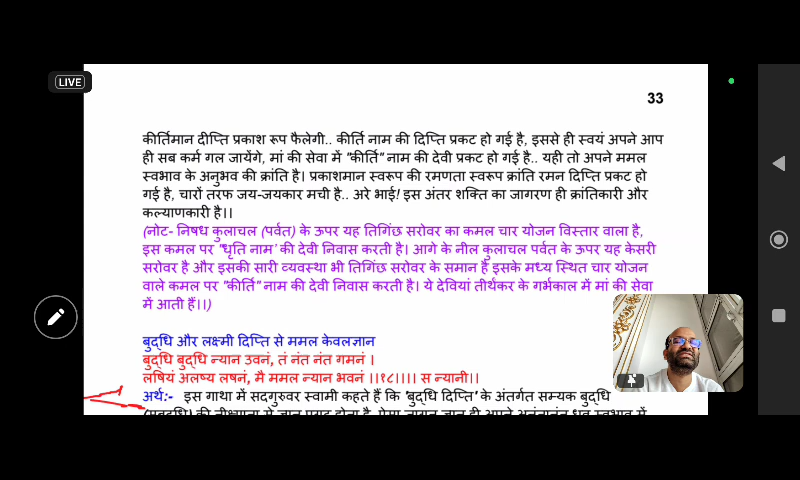 LIVE
33
कीर्तिमान दीप्ति प्रकाश रूप फैलेगी.. कीर्ति नाम की दिप्ति प्रकट हो गई है, इससे ही स्वयं अपने आप
ही सब कर्म गल जायेंगे, मां की सेवा में "कीर्ति" नाम की देवी प्रकट हो गई है.. यही तो अपने ममल
स्वभाव के अनुभव की क्रांति है। प्रकाशमान स्वरूप की रमणता स्वरूप क्रांति रमन दिप्ति प्रकट हो
गई है, चारों तरफ जय-जयकार मची है.. अरे भाई! इस अंतर शक्ति का जागरण ही क्रांतिकारी और
कल्याणकारी है।।
(नोट- निषध कुलाचल (पर्वत) के ऊपर यह तिगिंछ सरोवर का कमल चार योजन विस्तार वाला है,
इस कमल पर "धृति नाम' की देवी निवास करती है। आगे के नील कुलाचल पर्वत के ऊपर यह केसरी
सरोवर है और इसकी सारी व्यवस्था भी तिगिंछ सरोवर के समान है इसके मध्य स्थित चार योजन
वाले कमल पर "कीर्ति" नाम की देवी निवास करती है। ये देवियां तीर्थकर के गर्भकाल में मां की सेवा
में आती हैं।।)
बुद्धि और लक्ष्मी दिप्ति से ममल केवलज्ञान
बुद्धि बुद्धि न्यान उवनं, तं नंत नंत गमनं ।
लषियं अलष्य लषनं, मै ममल न्यान भवनं ।।१८।।।। स न्यानी।।
अर्थ:- इस गाथा में सदगुरुवर स्वामी कहते हैं कि 'बुद्धि दिप्ति' के अंतर्गत सम्यक बुद्धि